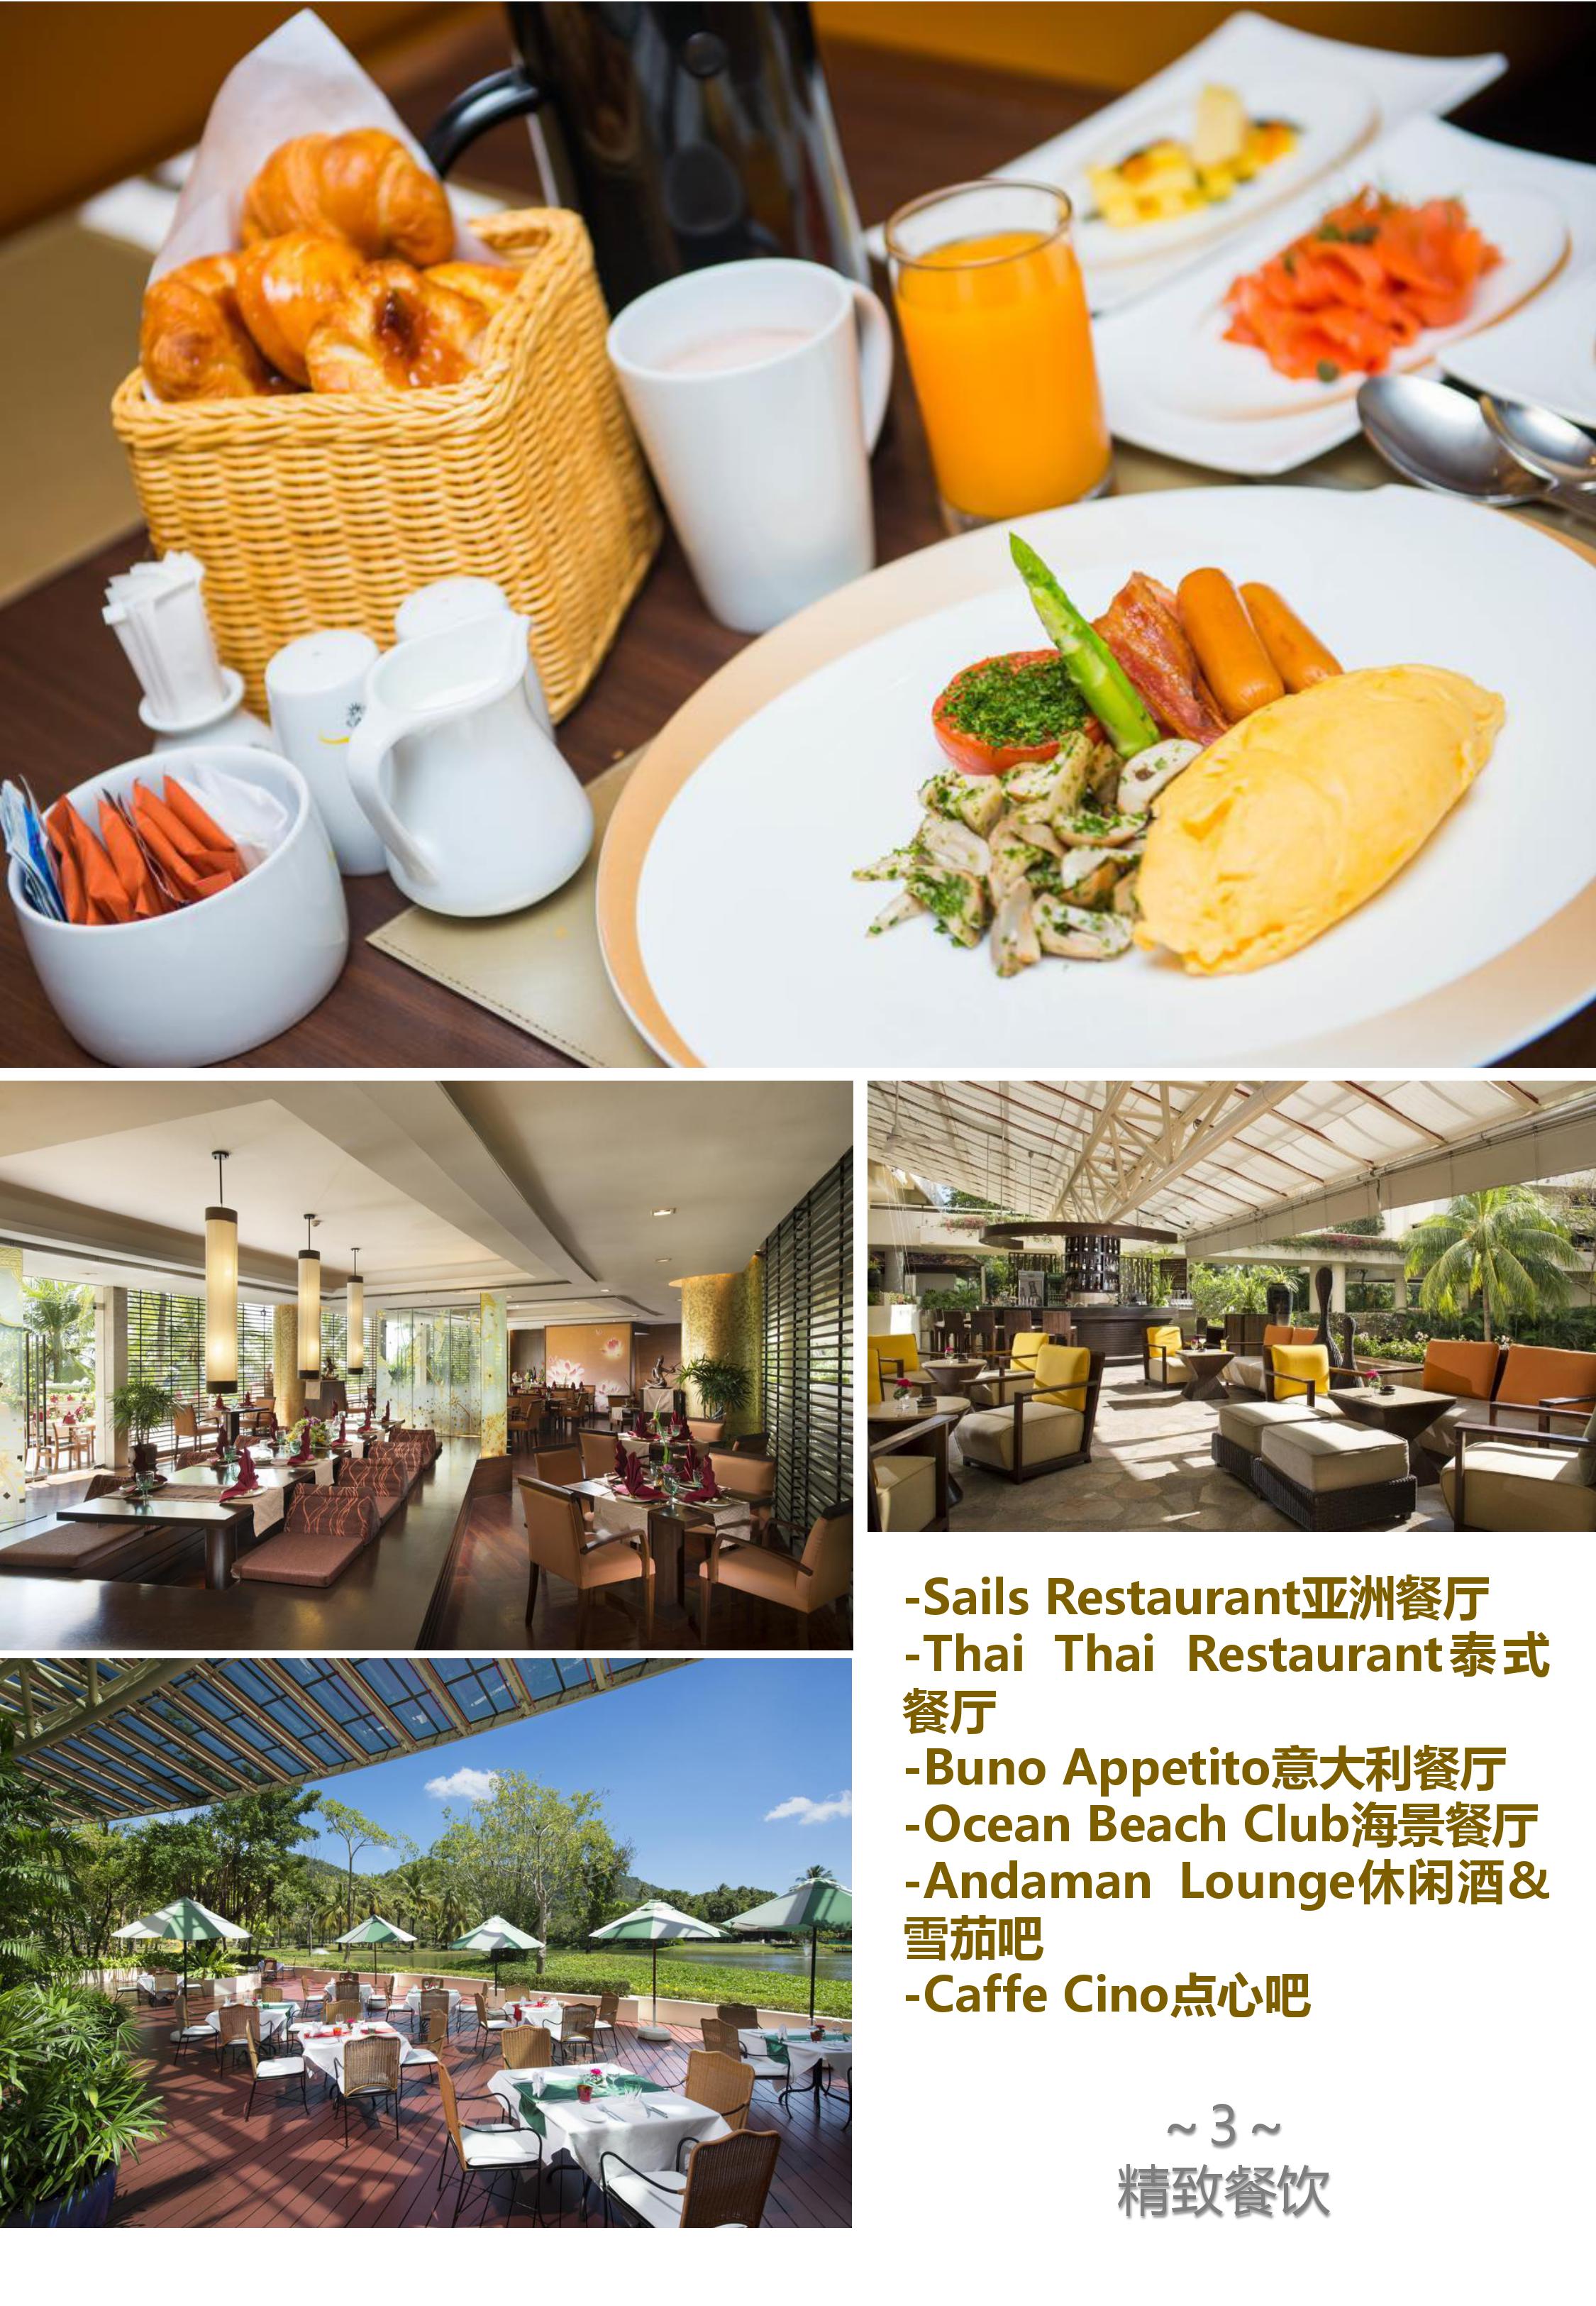 -Sails Restaurant亚洲餐厅
-Thai Thai Restaurant泰式
餐厅
-Buno Appetito意大利餐厅
-Ocean Beach Club海景餐厅
-Andaman Lounge休闲酒&
雪茄吧
-Caffe Cino点心吧
~3~
精致餐饮